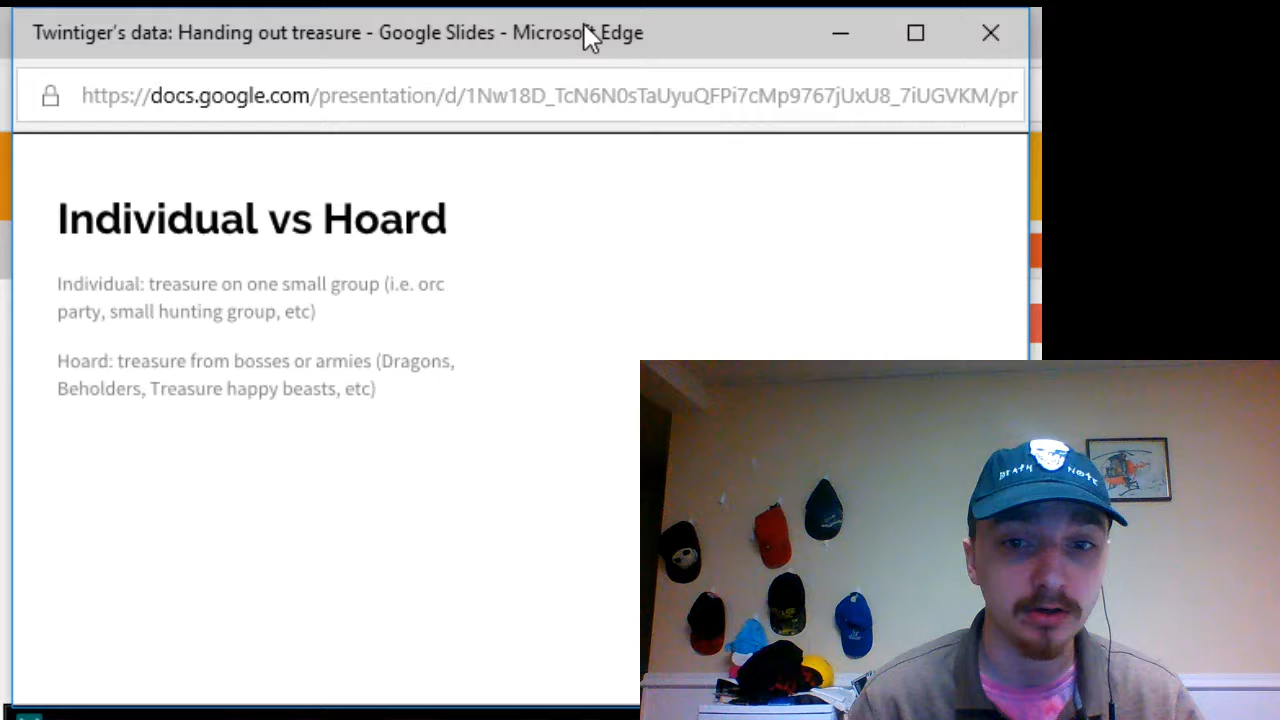 Twintiger's data: Handing out treasure - Google Slides - Microsoft Edge
https://docs.google.com/presentation/d/1Nw18D_TcN6N0sTaUyuQFPi7cMp9767jUxU8_7iUGVKM/pr
Individual vs Hoard
Individual: treasure on one small group (i.e. orc
party, small hunting group, etc)
Hoard: treasure from bosses or armies (Dragons,
Beholders, Treasure happy beasts, etc)
DEATH NOTE